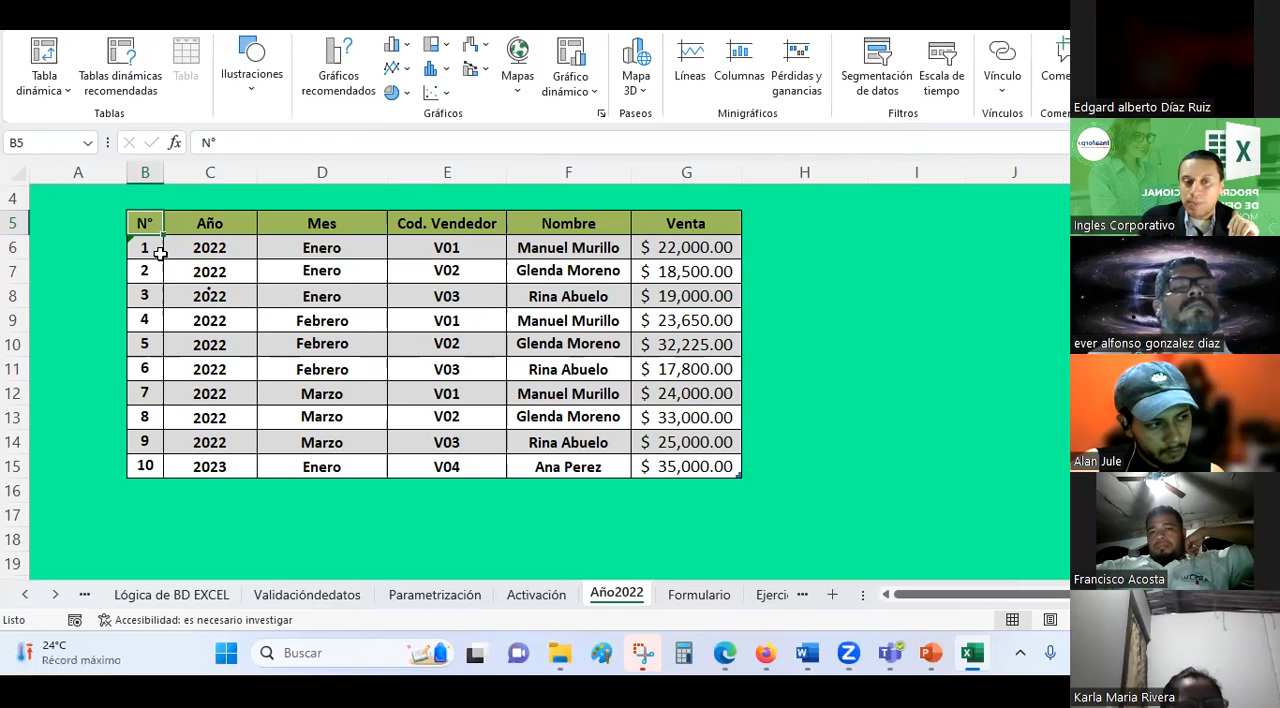 Tabla dinámica
Tablas dinámicas recomendadas
Tabla
Ilustraciones
Gráficos recomendados
Mapas
Gráfico dinámico
Mapa 3D
Líneas
Columnas
Pérdidas y ganancias
Segmentación de datos
Escala de tiempo
Vínculo
Come
Tablas
Gráficos
Paseos
Minigráficos
Filtros
Vínculos
Comen
B5
fx
N°
A B C D E F G H I J
4
5 N° Año Mes Cod. Vendedor Nombre Venta
6 1 2022 Enero V01 Manuel Murillo $ 22,000.00
7 2 2022 Enero V02 Glenda Moreno $ 18,500.00
8 3 2022 Enero V03 Rina Abuelo $ 19,000.00
9 4 2022 Febrero V01 Manuel Murillo $ 23,650.00
10 5 2022 Febrero V02 Glenda Moreno $ 32,225.00
11 6 2022 Febrero V03 Rina Abuelo $ 17,800.00
12 7 2022 Marzo V01 Manuel Murillo $ 24,000.00
13 8 2022 Marzo V02 Glenda Moreno $ 33,000.00
14 9 2022 Marzo V03 Rina Abuelo $ 25,000.00
15 10 2023 Enero V04 Ana Perez $ 35,000.00
16
17
18
19
Lógica de BD EXCEL Validacióndedatos Parametrización Activación Año2022 Formulario Ejerci
Listo Accesibilidad: es necesario investigar
24°C
Récord máximo
Buscar
Edgard alberto Díaz Ruiz
Ingles Corporativo
ever alfonso gonzalez diaz
Alan Jule
Francisco Acosta
Karla Maria Rivera